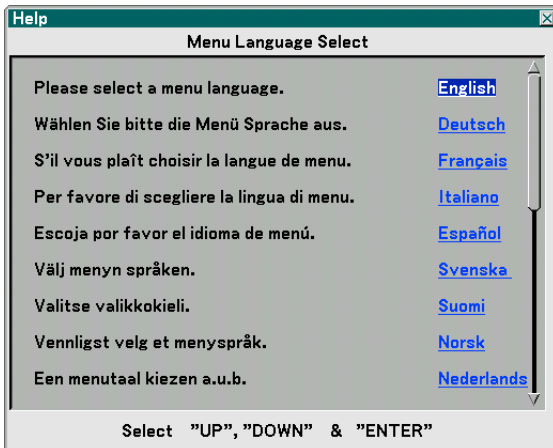 Help
Menu Language Select
Please select a menu language. English
Wählen Sie bitte die Menü Sprache aus. Deutsch
S'il vous plaît choisir la langue de menu. Français
Per favore di scegliere la lingua di menu. Italiano
Escoja por favor el idioma de menú. Español
Välj menyn språken. Svenska
Valitse valikkokieli. Suomi
Vennligst velg et menyspråk. Norsk
Een menutaal kiezen a.u.b. Nederlands
Select "UP", "DOWN" & "ENTER"